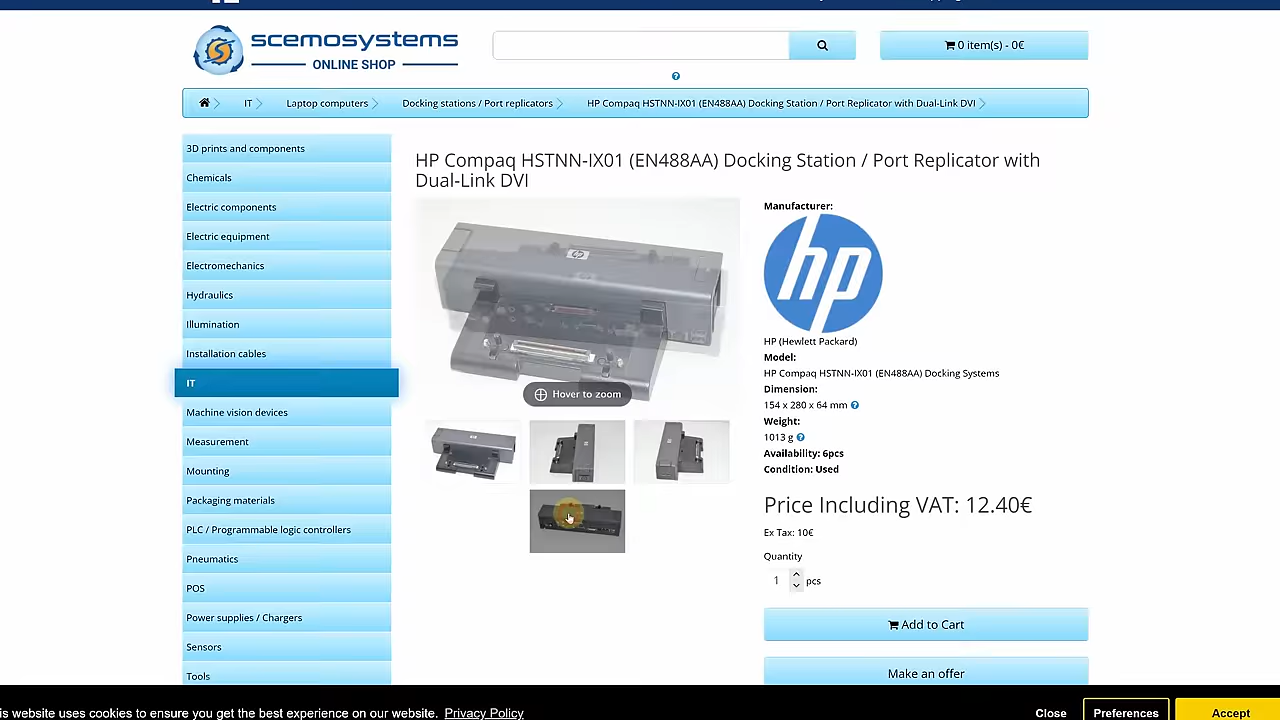 scemosystems
ONLINE SHOP
0 item(s) - 0€
IT
Laptop computers
Docking stations / Port replicators
HP Compaq HSTNN-IX01 (EN488AA) Docking Station / Port Replicator with Dual-Link DVI
3D prints and components
Chemicals
Electric components
Electric equipment
Electromechanics
Hydraulics
Illumination
Installation cables
IT
Machine vision devices
Measurement
Mounting
Packaging materials
PLC / Programmable logic controllers
Pneumatics
POS
Power supplies / Chargers
Sensors
Tools
HP Compaq HSTNN-IX01 (EN488AA) Docking Station / Port Replicator with
Dual-Link DVI
Hover to zoom
Manufacturer:
hp
HP (Hewlett Packard)
Model:
HP Compaq HSTNN-IX01 (EN488AA) Docking Systems
Dimension:
154 x 280 x 64 mm
Weight:
1013 g
Availability: 6pcs
Condition: Used
Price Including VAT: 12.40€
Ex Tax: 10€
Quantity
1 pcs
Add to Cart
Make an offer
is website uses cookies to ensure you get the best experience on our website. Privacy Policy
Close
Preferences
Accept